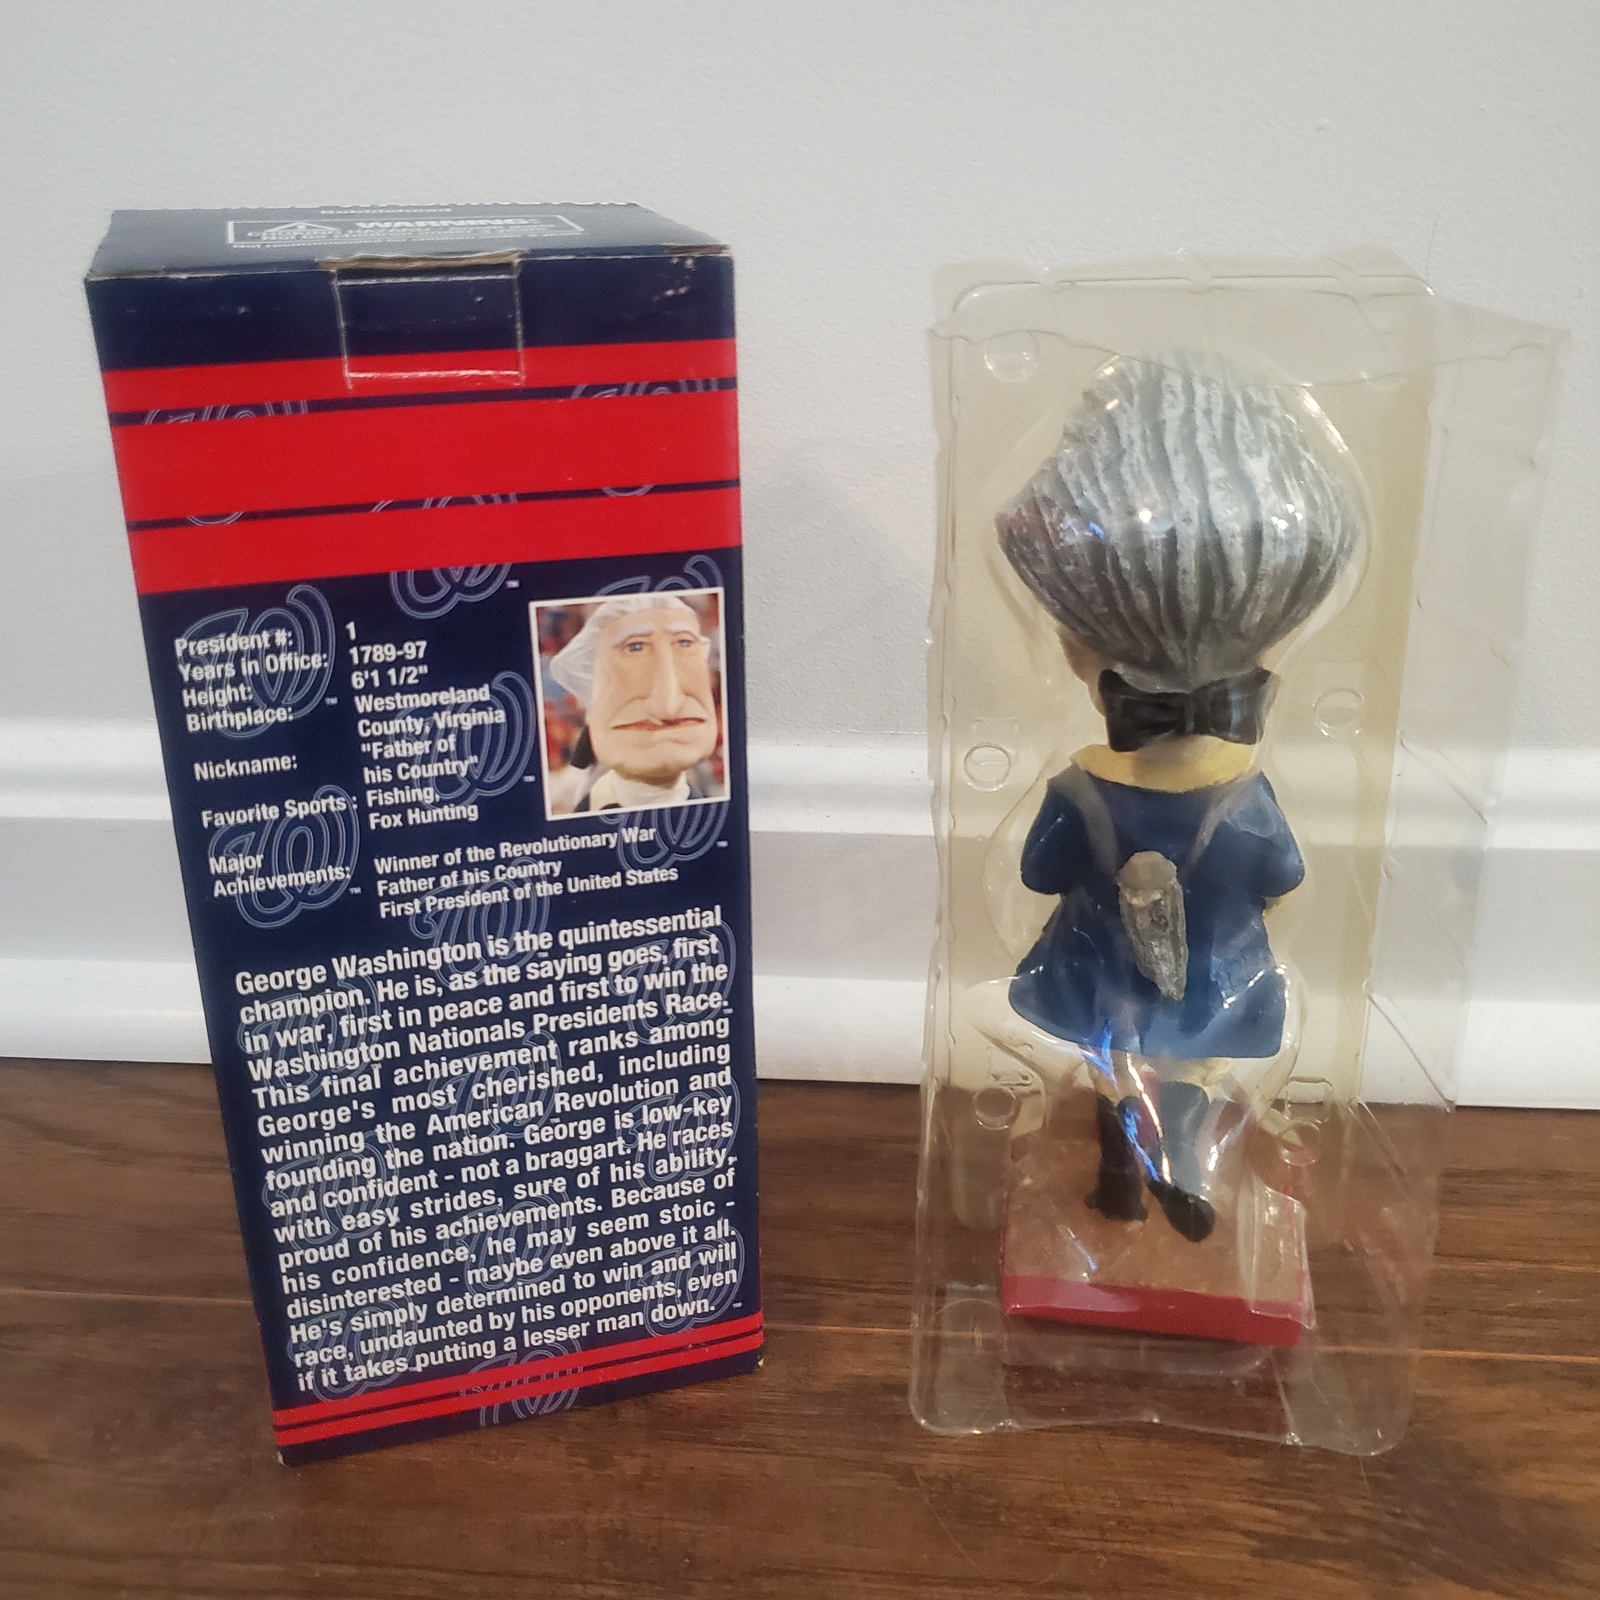 Bobblehead
WARNING:
President #: 1
Years in Office: 1789-97
Height: 6'1 1/2"
Birthplace: Westmoreland
County, Virginia
Nickname: "Father of
his Country"
Favorite Sports: Fishing,
Fox Hunting
Major
Achievements: Winner of the Revolutionary War
Father of his Country
First President of the United States
George Washington is the quintessential
champion. He is, as the saying goes, first
in war, first in peace and first to win the
Washington Nationals Presidents Race.
This final achievement ranks among
George's most cherished, including
winning the American Revolution and
founding the nation. George is low-key
and confident - not a braggart. He races
with easy strides, sure of his ability,
proud of his achievements. Because of
his confidence, he may seem stoic -
disinterested - maybe even above it all.
He's simply determined to win and will
race, undaunted by his opponents, even
if it takes putting a lesser man down.